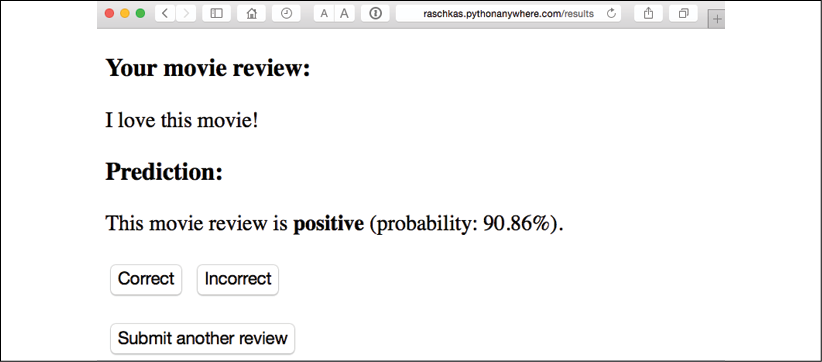 A A raschkas.pythonanywhere.com/results
Your movie review:
I love this movie!
Prediction:
This movie review is positive (probability: 90.86%).
Correct Incorrect
Submit another review